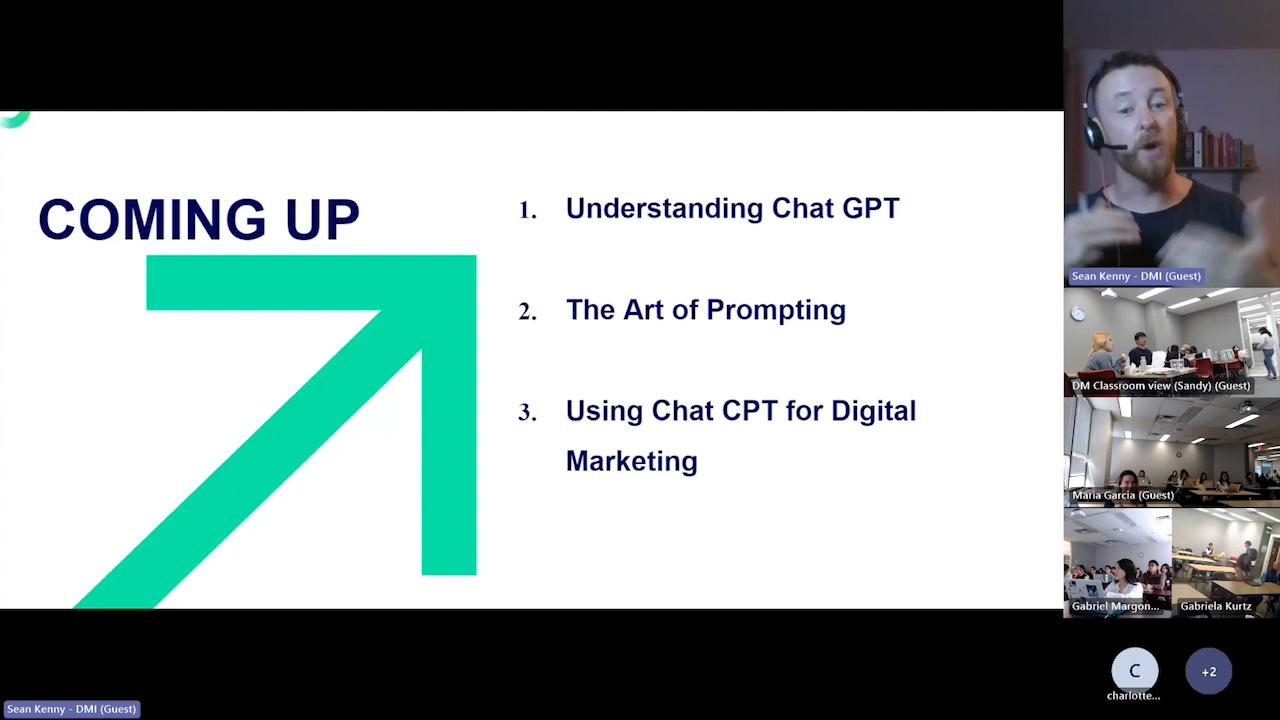 COMING UP
1. Understanding Chat GPT
2. The Art of Prompting
3. Using Chat CPT for Digital
Marketing
Sean Kenny - DMI (Guest)
DM Classroom view (Sandy) (Guest)
Maria Garcia (Guest)
Gabriel Margon...
Gabriela Kurtz
C
charlotte...
+2
Sean Kenny - DMI (Guest)